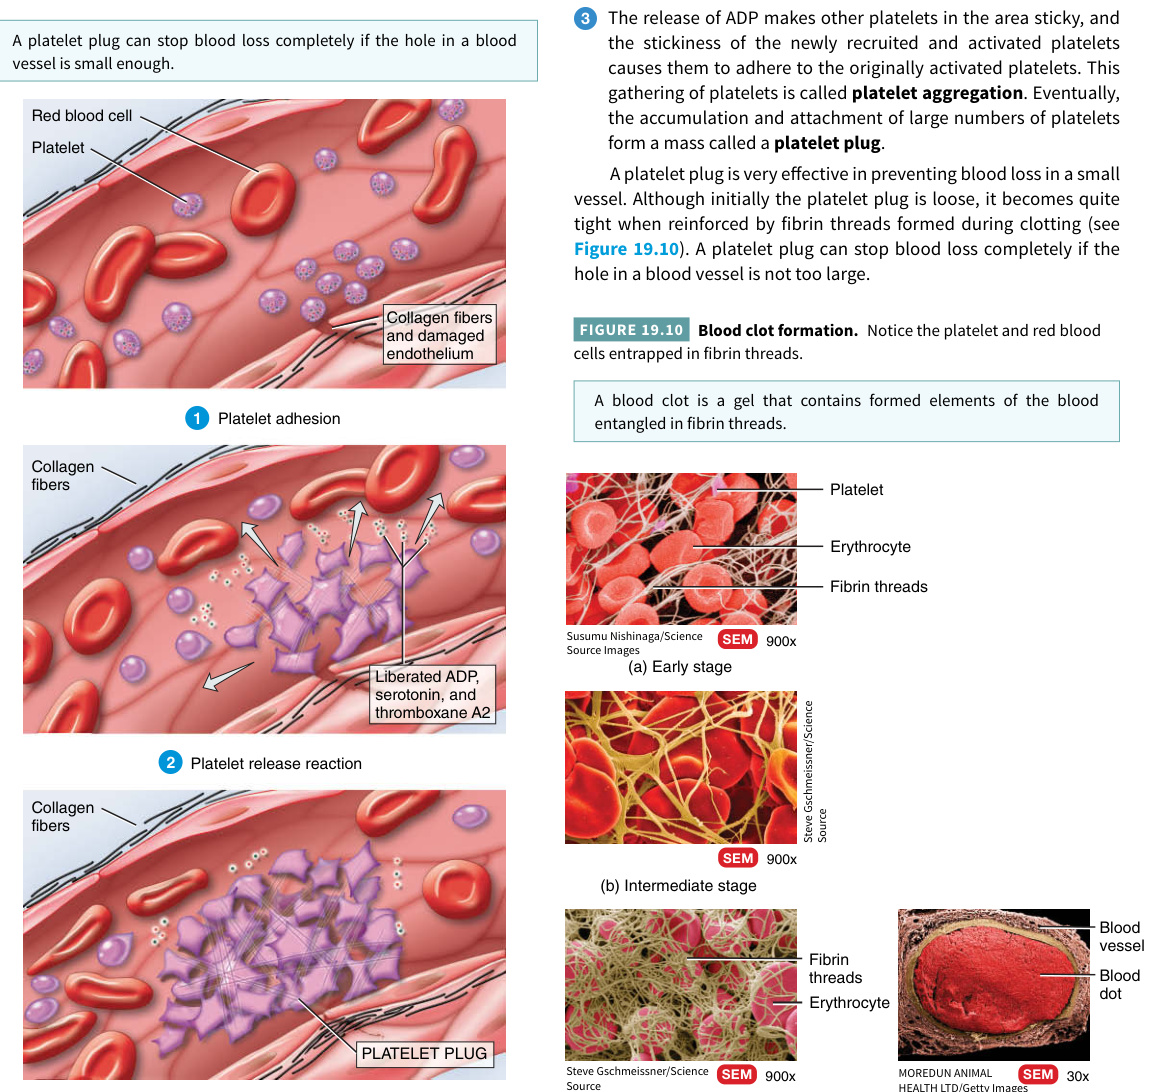 A platelet plug can stop blood loss completely if the hole in a blood
vessel is small enough.
Red blood cell
Platelet
Collagen fibers
and damaged
endothelium
1 Platelet adhesion
Collagen
fibers
Liberated ADP,
serotonin, and
thromboxane A2
2 Platelet release reaction
Collagen
fibers
PLATELET PLUG
3 The release of ADP makes other platelets in the area sticky, and
the stickiness of the newly recruited and activated platelets
causes them to adhere to the originally activated platelets. This
gathering of platelets is called platelet aggregation. Eventually,
the accumulation and attachment of large numbers of platelets
form a mass called a platelet plug.
A platelet plug is very effective in preventing blood loss in a small
vessel. Although initially the platelet plug is loose, it becomes quite
tight when reinforced by fibrin threads formed during clotting (see
Figure 19.10). A platelet plug can stop blood loss completely if the
hole in a blood vessel is not too large.
FIGURE 19.10 Blood clot formation. Notice the platelet and red blood
cells entrapped in fibrin threads.
A blood clot is a gel that contains formed elements of the blood
entangled in fibrin threads.
Platelet
Erythrocyte
Fibrin threads
Susumu Nishinaga/Science
Source Images
SEM 900x
(a) Early stage
Steve Gschmeissner/Science
Source
SEM 900x
(b) Intermediate stage
Fibrin
threads
Erythrocyte
Steve Gschmeissner/Science
Source
SEM 900x
Blood
vessel
Blood
dot
MOREDUN ANIMAL
HEALTH LTD/Getty Images
SEM 30x